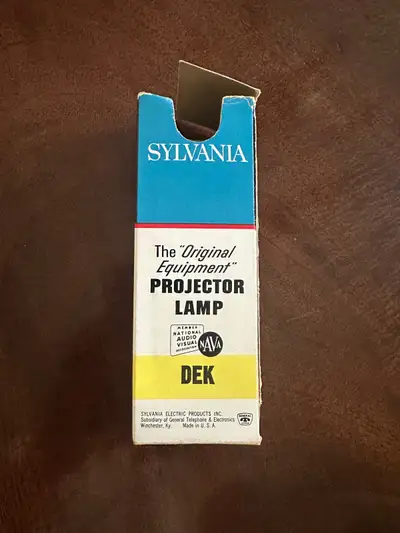 SYLVANIA
The "Original
Equipment"
PROJECTOR
LAMP
MEMBER
NATIONAL
AUDIO
VISUAL
ASSOCIATION
NAVA
DEK
SYLVANIA ELECTRIC PRODUCTS INC.
Subsidiary of General Telephone & Electronics
Winchester, Ky. Made in U. S. A.